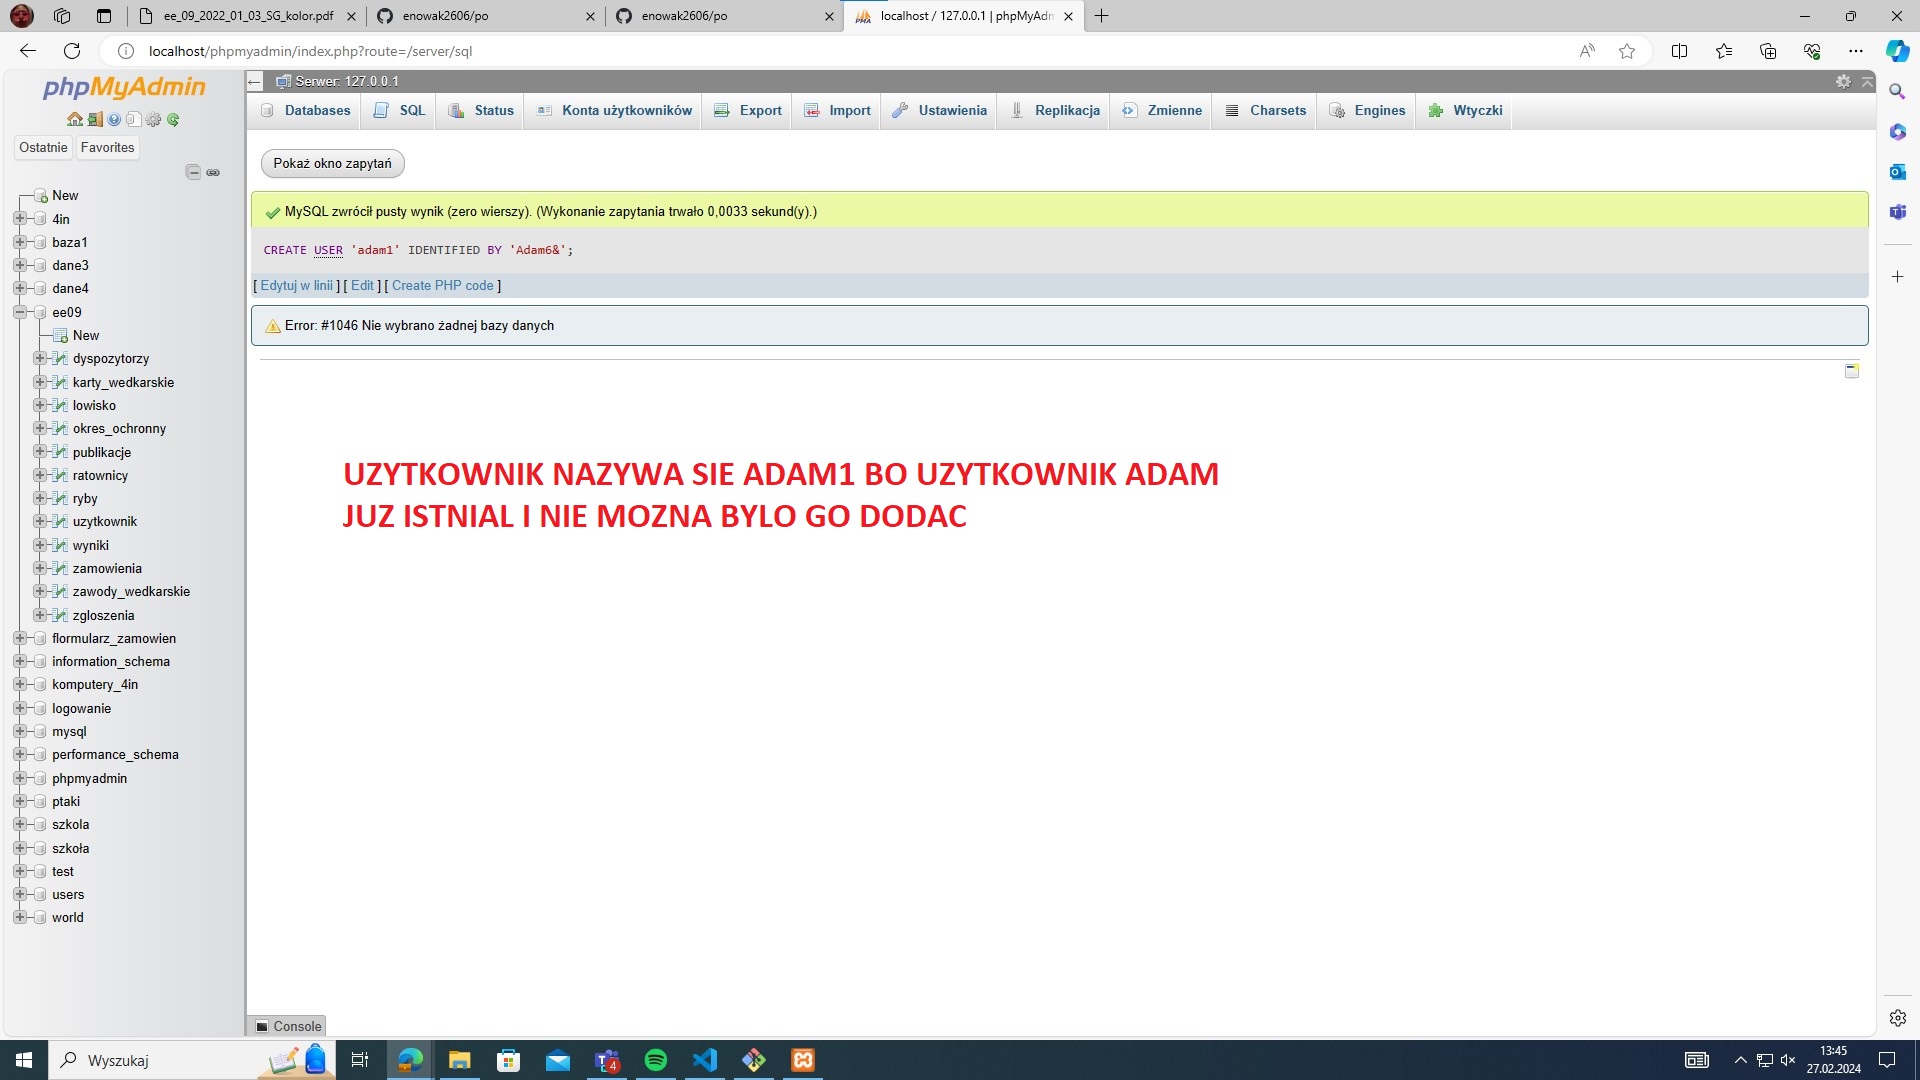 ee_09_2022_01_03_SG_kolor.pdf
enowak2606/po
enowak2606/po
localhost / 127.0.0.1 | phpMyAdm
localhost/phpmyadmin/index.php?route=/server/sql
phpMyAdmin
Ostatnie
Favorites
New
4in
baza1
dane3
dane4
ee09
New
dyspozytorzy
karty_wedkarskie
lowisko
okres_ochronny
publikacje
ratownicy
ryby
uzytkownik
wyniki
zamowienia
zawody_wedkarskie
zgloszenia
flormularz_zamowien
information_schema
komputery_4in
logowanie
mysql
performance_schema
phpmyadmin
ptaki
szkola
szkoła
test
users
world
Serwer: 127.0.0.1
Databases
SQL
Status
Konta użytkowników
Export
Import
Ustawienia
Replikacja
Zmienne
Charsets
Engines
Wtyczki
Pokaż okno zapytań
MySQL zwrócił pusty wynik (zero wierszy). (Wykonanie zapytania trwało 0,0033 sekund(y).)
CREATE USER 'adam1' IDENTIFIED BY 'Adam6&';
[ Edytuj w linii ] [ Edit ] [ Create PHP code ]
Error: #1046 Nie wybrano żadnej bazy danych
UZYTKOWNIK NAZYWA SIE ADAM1 BO UZYTKOWNIK ADAM
JUZ ISTNIAL I NIE MOZNA BYLO GO DODAC
Console
Wyszukaj
4
13:45
27.02.2024